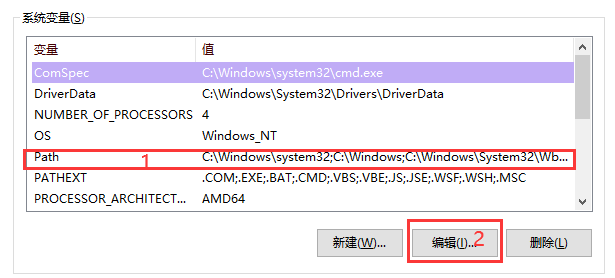 系统变量(S)
变量 值
ComSpec C:\Windows\system32\cmd.exe
DriverData C:\Windows\System32\Drivers\DriverData
NUMBER_OF_PROCESSORS 4
OS Windows_NT
Path 1 C:\Windows\system32;C:\Windows;C:\Windows\System32\Wb...
PATHEXT .COM;.EXE;.BAT;.CMD;.VBS;.VBE;.JS;.JSE;.WSF;.WSH;.MSC
PROCESSOR_ARCHITECT... AMD64
新建(W)... 编辑(I)... 2 删除(L)